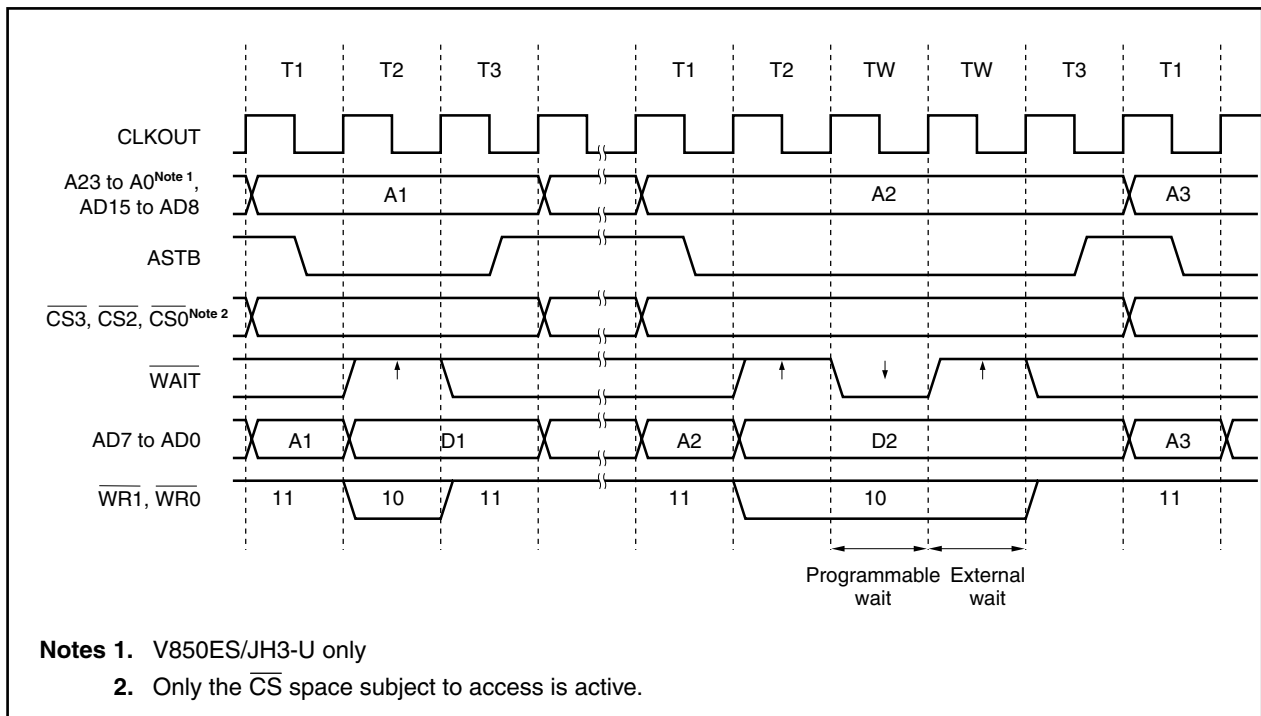 T1 T2 T3 T1 T2 TW TW T3 T1
CLKOUT
A23 to A0Note 1,
AD15 to AD8
A1 A2 A3
ASTB
CS3, CS2, CS0Note 2
WAIT
AD7 to AD0 A1 D1 A2 D2 A3
WR1, WR0 11 10 11 11 10 11
Programmable wait
External wait
Notes 1. V850ES/JH3-U only
2. Only the CS space subject to access is active.